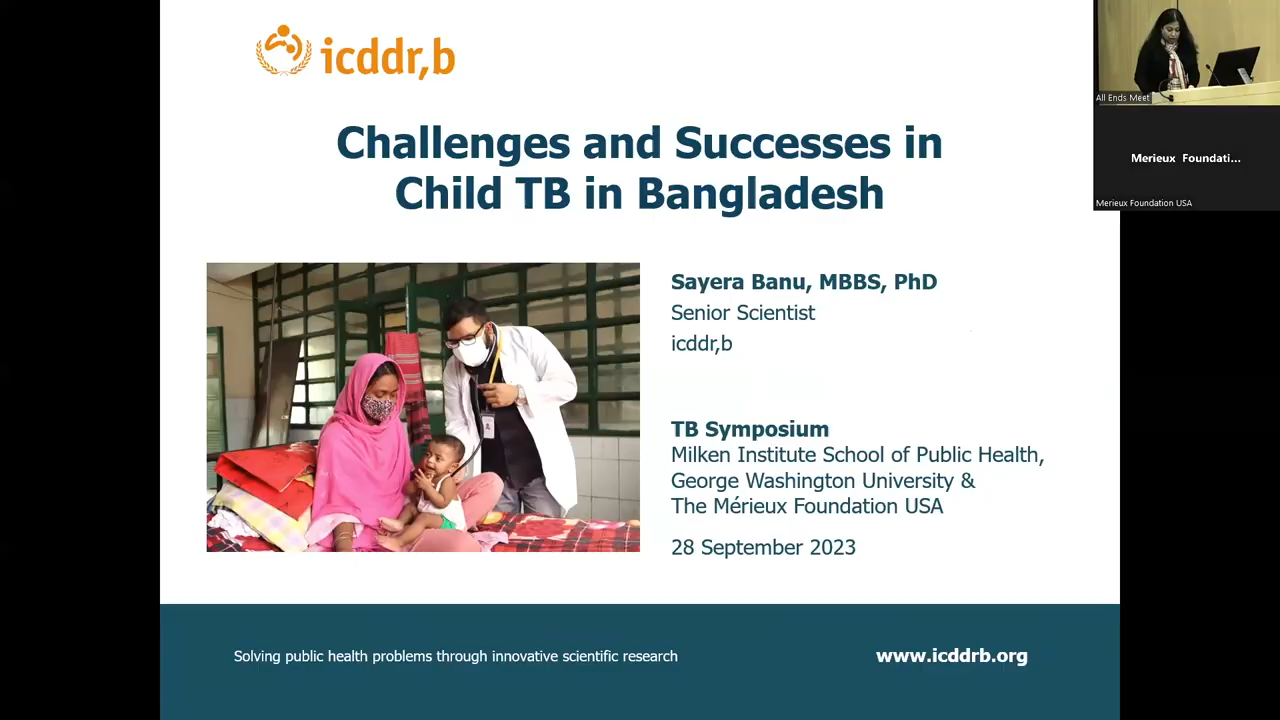 icddr,b
Challenges and Successes in
Child TB in Bangladesh
Sayera Banu, MBBS, PhD
Senior Scientist
icddr,b
TB Symposium
Milken Institute School of Public Health,
George Washington University &
The Mérieux Foundation USA
28 September 2023
Solving public health problems through innovative scientific research
www.icddrb.org
All Ends Meet
Merieux Foundati...
Merieux Foundation USA